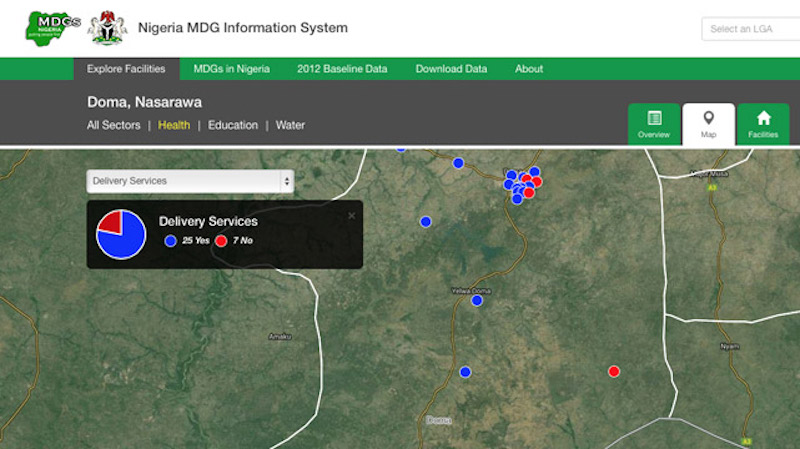 MDGs
NIGERIA
Nigeria MDG Information System
Select an LGA
Explore Facilities
MDGs in Nigeria
2012 Baseline Data
Download Data
About
Doma, Nasarawa
All Sectors | Health | Education | Water
Overview
Map
Facilities
Delivery Services
Delivery Services
25 Yes
7 No
A3
Yelwa Doma
Amaku
Nyam
Doma
A3